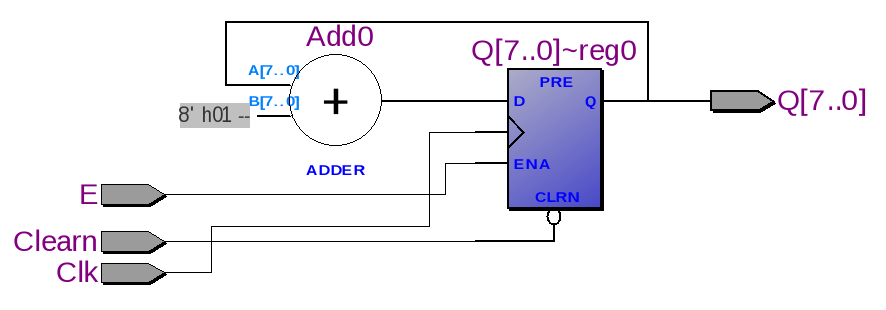 Add0
Q[7..0]~reg0
A[7..0]
PRE
B[7..0]
D
Q
Q[7..0]
8' h01 --
+
ENA
ADDER
E
CLRN
Clearn
Clk